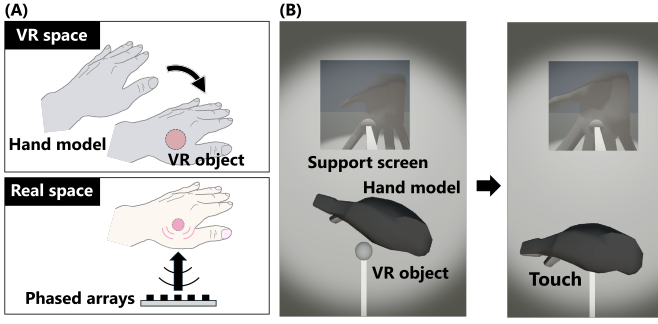 (A)
VR space
Hand model
VR object
Real space
Phased arrays
(B)
Support screen
Hand model
VR object
Touch